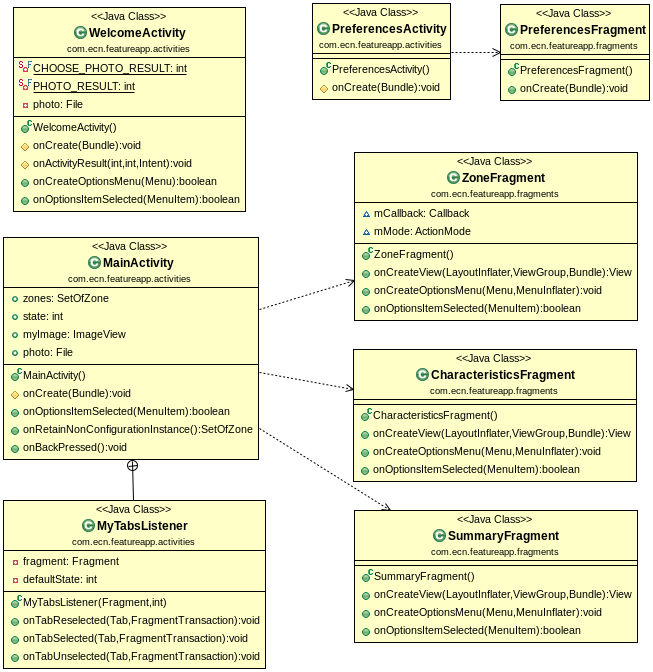 <<Java Class>>
WelcomeActivity
com.ecn.featureapp.activities
CHOOSE_PHOTO_RESULT: int
PHOTO_RESULT: int
photo: File
WelcomeActivity()
onCreate(Bundle):void
onActivityResult(int,int,Intent):void
onCreateOptionsMenu(Menu):boolean
onOptionsItemSelected(MenuItem):boolean
<<Java Class>>
PreferencesActivity
com.ecn.featureapp.activities
PreferencesActivity()
onCreate(Bundle):void
<<Java Class>>
PreferencesFragment
com.ecn.featureapp.fragments
PreferencesFragment()
onCreate(Bundle):void
<<Java Class>>
ZoneFragment
com.ecn.featureapp.fragments
mCallback: Callback
mMode: ActionMode
ZoneFragment()
onCreateView(LayoutInflater,ViewGroup,Bundle):View
onCreateOptionsMenu(Menu,MenuInflater):void
onOptionsItemSelected(MenuItem):boolean
<<Java Class>>
MainActivity
com.ecn.featureapp.activities
zones: SetOfZone
state: int
myImage: ImageView
photo: File
MainActivity()
onCreate(Bundle):void
onOptionsItemSelected(MenuItem):boolean
onRetainNonConfigurationInstance():SetOfZone
onBackPressed():void
<<Java Class>>
CharacteristicsFragment
com.ecn.featureapp.fragments
CharacteristicsFragment()
onCreateView(LayoutInflater,ViewGroup,Bundle):View
onCreateOptionsMenu(Menu,MenuInflater):void
onOptionsItemSelected(MenuItem):boolean
<<Java Class>>
MyTabsListener
com.ecn.featureapp.activities
fragment: Fragment
defaultState: int
MyTabsListener(Fragment,int)
onTabReselected(Tab,FragmentTransaction):void
onTabSelected(Tab,FragmentTransaction):void
onTabUnselected(Tab,FragmentTransaction):void
<<Java Class>>
SummaryFragment
com.ecn.featureapp.fragments
SummaryFragment()
onCreateView(LayoutInflater,ViewGroup,Bundle):View
onCreateOptionsMenu(Menu,MenuInflater):void
onOptionsItemSelected(MenuItem):boolean